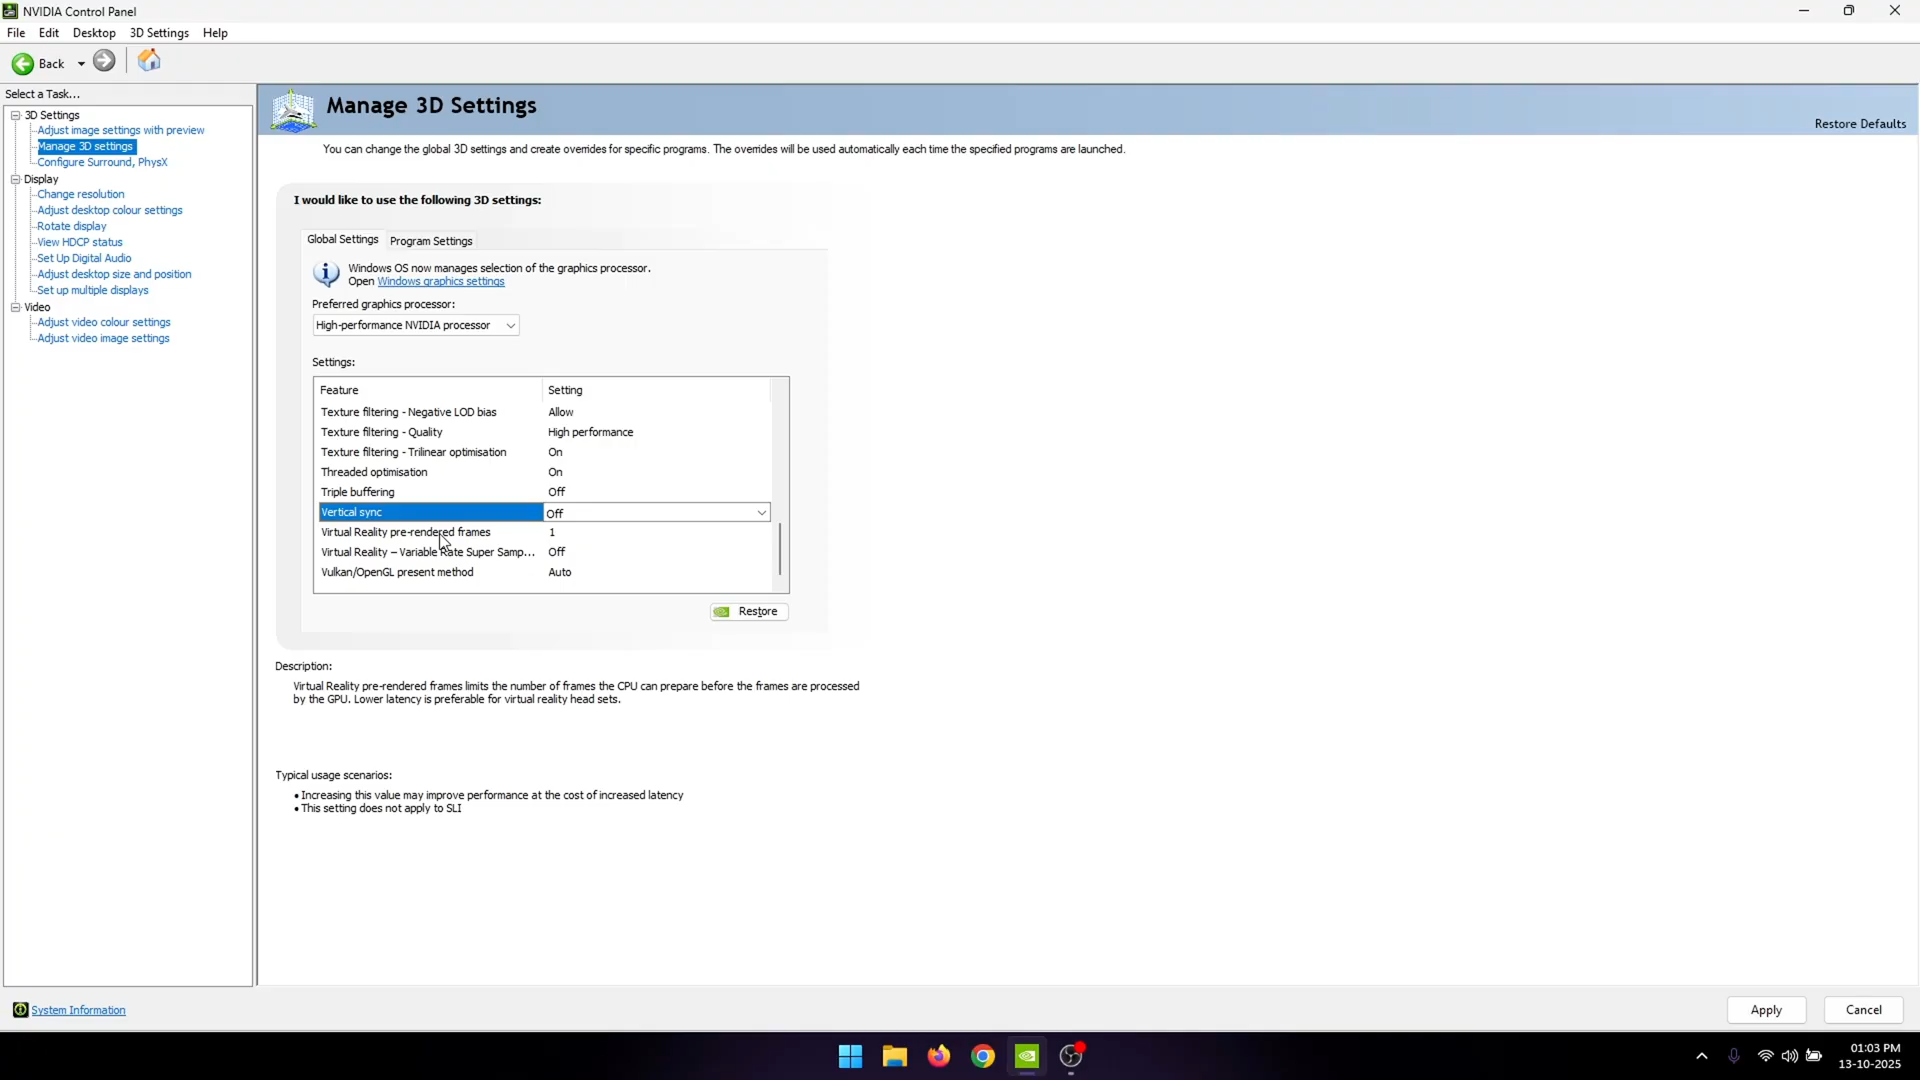 NVIDIA Control Panel
File Edit Desktop 3D Settings Help
Back
Select a Task...
3D Settings
Adjust image settings with preview
Manage 3D settings
Configure Surround, PhysX
Display
Change resolution
Adjust desktop colour settings
Rotate display
View HDCP status
Set Up Digital Audio
Adjust desktop size and position
Set up multiple displays
Video
Adjust video colour settings
Adjust video image settings
Manage 3D Settings
Restore Defaults
You can change the global 3D settings and create overrides for specific programs. The overrides will be used automatically each time the specified programs are launched.
I would like to use the following 3D settings:
Global Settings Program Settings
Windows OS now manages selection of the graphics processor.
Open Windows graphics settings
Preferred graphics processor:
High-performance NVIDIA processor
Settings:
Feature Setting
Texture filtering - Negative LOD bias Allow
Texture filtering - Quality High performance
Texture filtering - Trilinear optimisation On
Threaded optimisation On
Triple buffering Off
Vertical sync Off
Virtual Reality pre-rendered frames 1
Virtual Reality – Variable Rate Super Samp... Off
Vulkan/OpenGL present method Auto
Restore
Description:
Virtual Reality pre-rendered frames limits the number of frames the CPU can prepare before the frames are processed
by the GPU. Lower latency is preferable for virtual reality head sets.
Typical usage scenarios:
• Increasing this value may improve performance at the cost of increased latency
• This setting does not apply to SLI
System Information
Apply Cancel
01:03 PM
13-10-2025